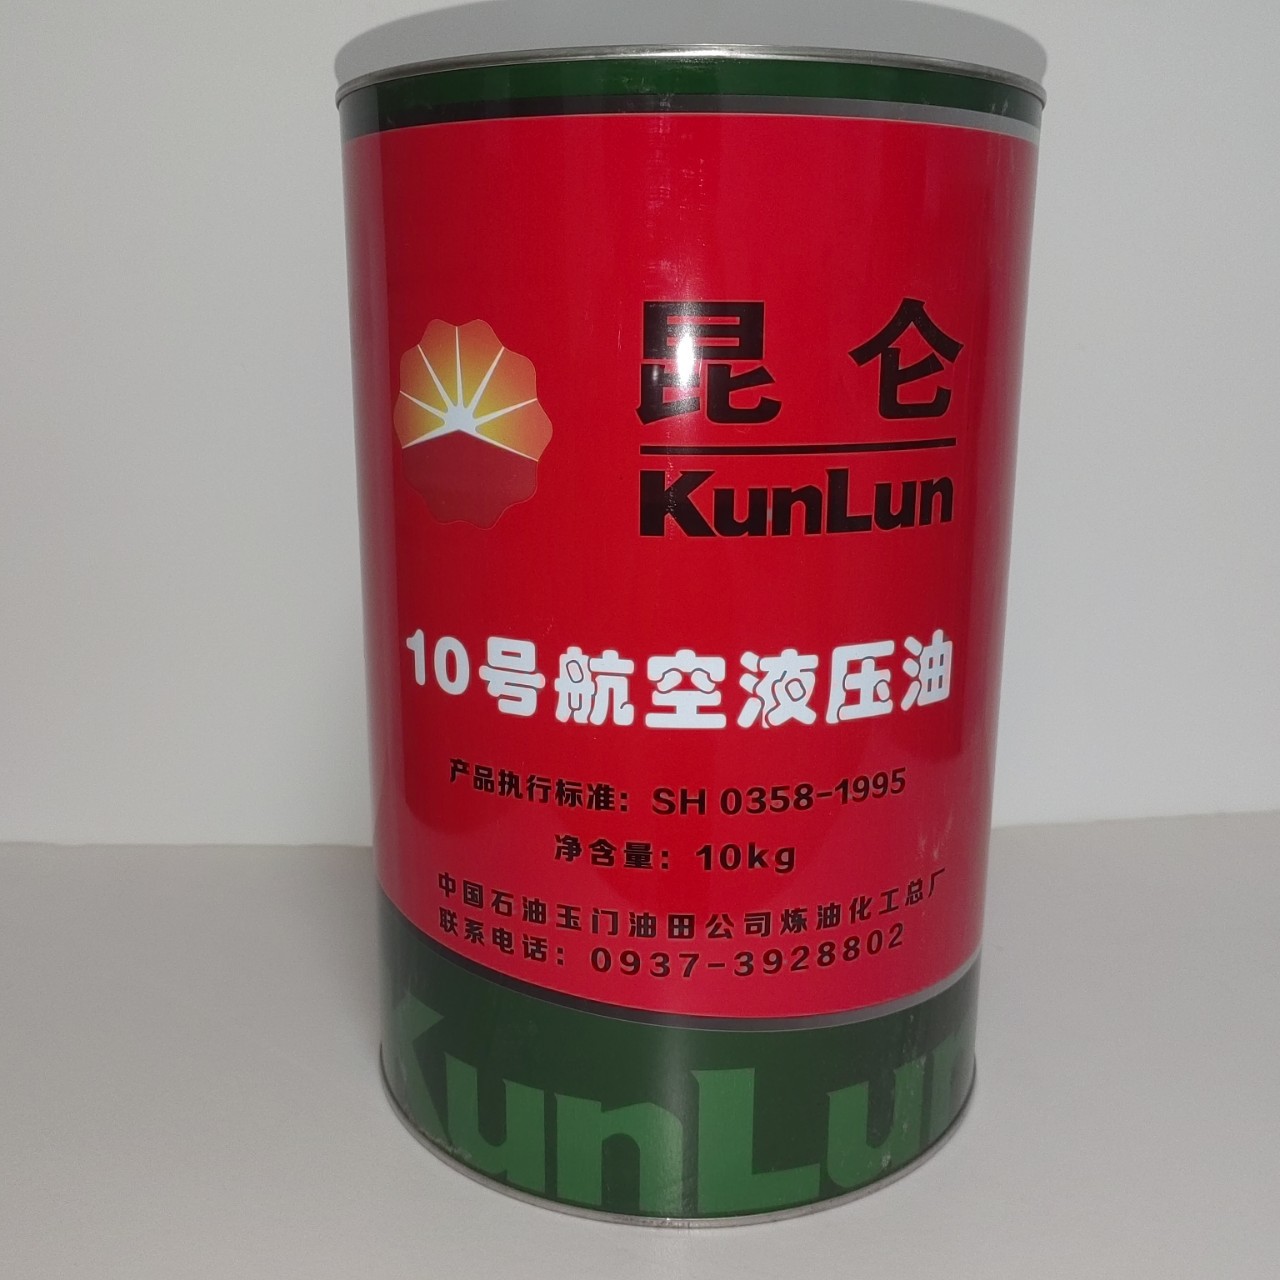 昆仑
KunLun
10号航空液压油
产品执行标准：SH 0358-1995
净含量：10kg
中国石油玉门油田公司炼油化工总厂
联系电话：0937-3928802
KunLun